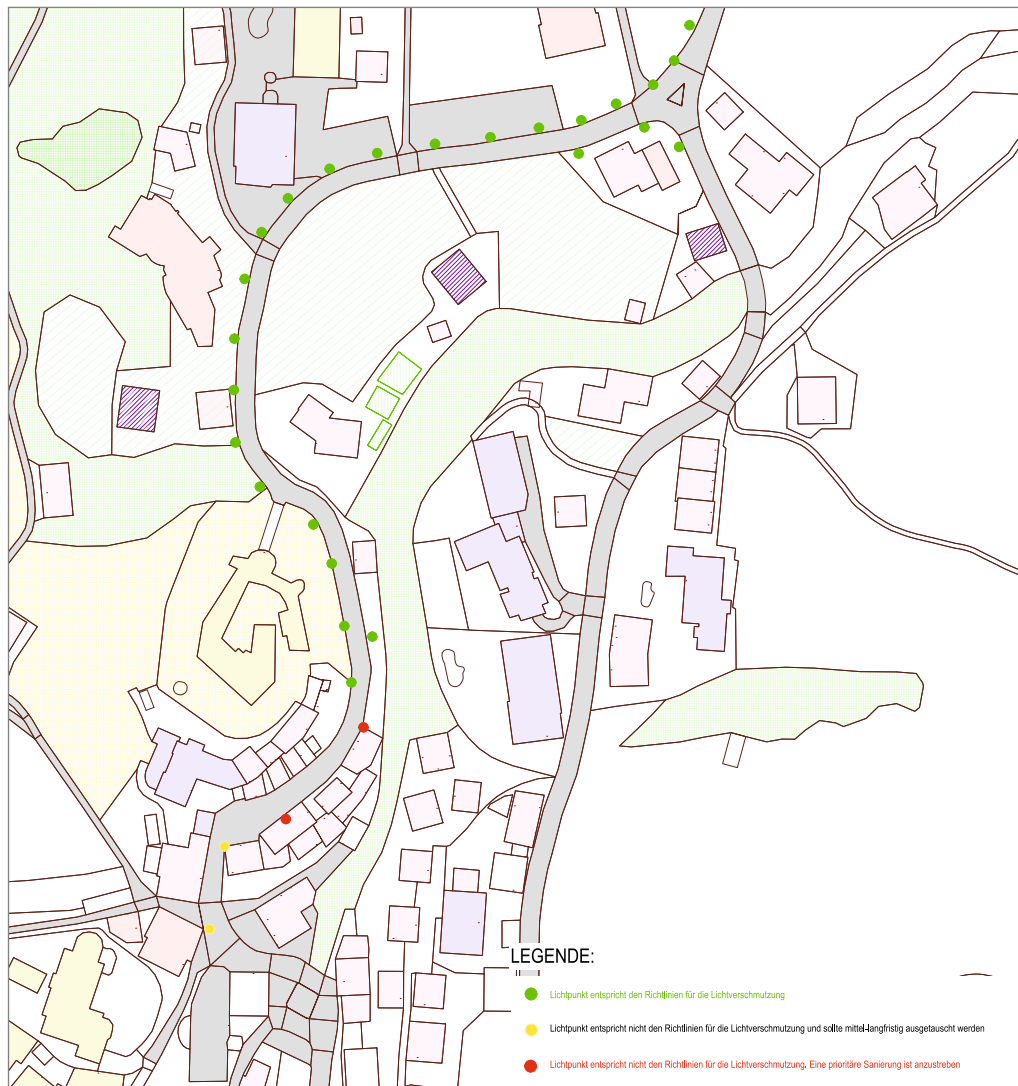 LEGENDE:
Lichtpunkt entspricht den Richtlinien für die Lichtverschmutzung
Lichtpunkt entspricht nicht den Richtlinien für die Lichtverschmutzung und sollte mittel-langfristig ausgetauscht werden
Lichtpunkt entspricht nicht den Richtlinien für die Lichtverschmutzung. Eine prioritäre Sanierung ist anzustreben